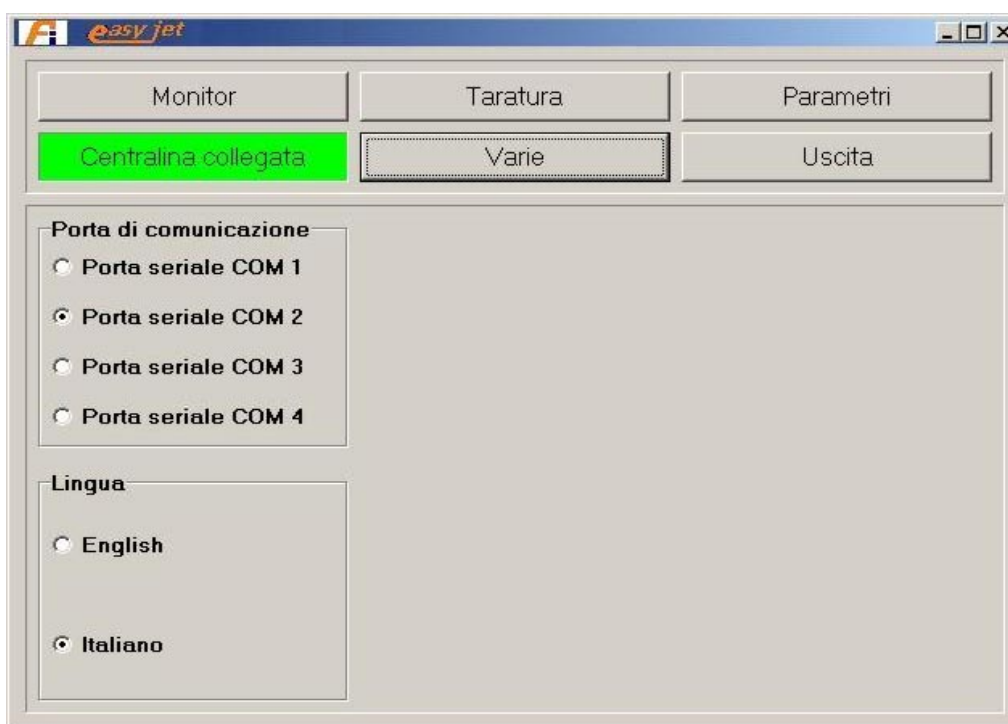 Fi easy jet
Monitor Taratura Parametri
Centralina collegata Varie Uscita
Porta di comunicazione
Porta seriale COM 1
Porta seriale COM 2
Porta seriale COM 3
Porta seriale COM 4
Lingua
English
Italiano